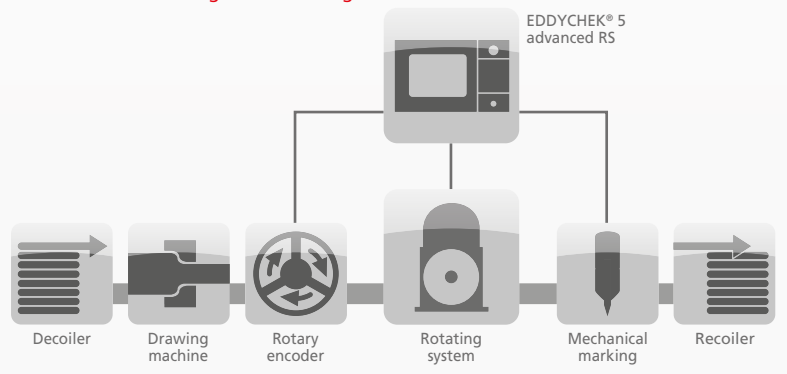 EDDYCHEK® 5
advanced RS
Decoiler
Drawing
machine
Rotary
encoder
Rotating
system
Mechanical
marking
Recoiler